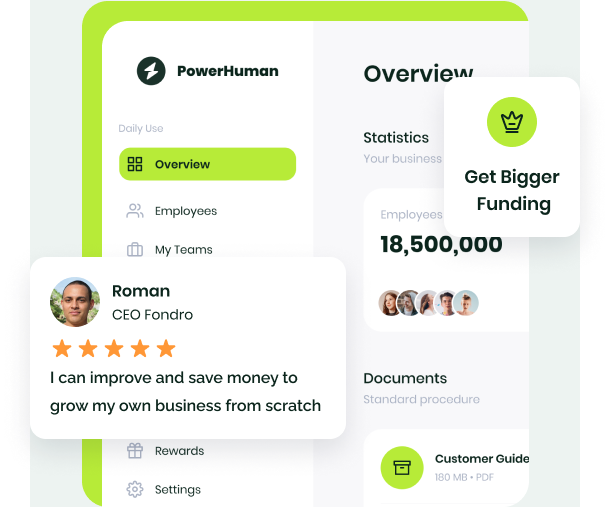 PowerHuman
Daily Use
Overview
Employees
My Teams
Rewards
Settings
Overview
Statistics
Your business
Employees
18,500,000
Documents
Standard procedure
Customer Guide
180 MB • PDF
Get Bigger
Funding
Roman
CEO Fondro
I can improve and save money to
grow my own business from scratch